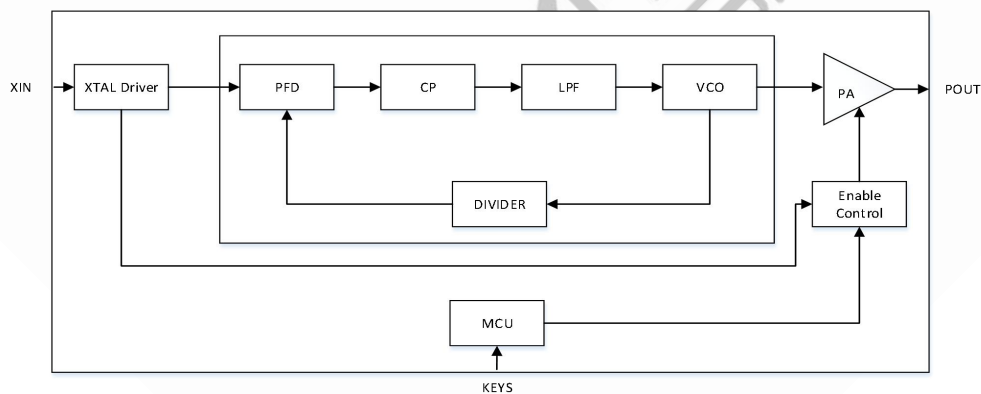 XIN
XTAL Driver
PFD
CP
LPF
VCO
PA
POUT
DIVIDER
Enable
Control
MCU
KEYS